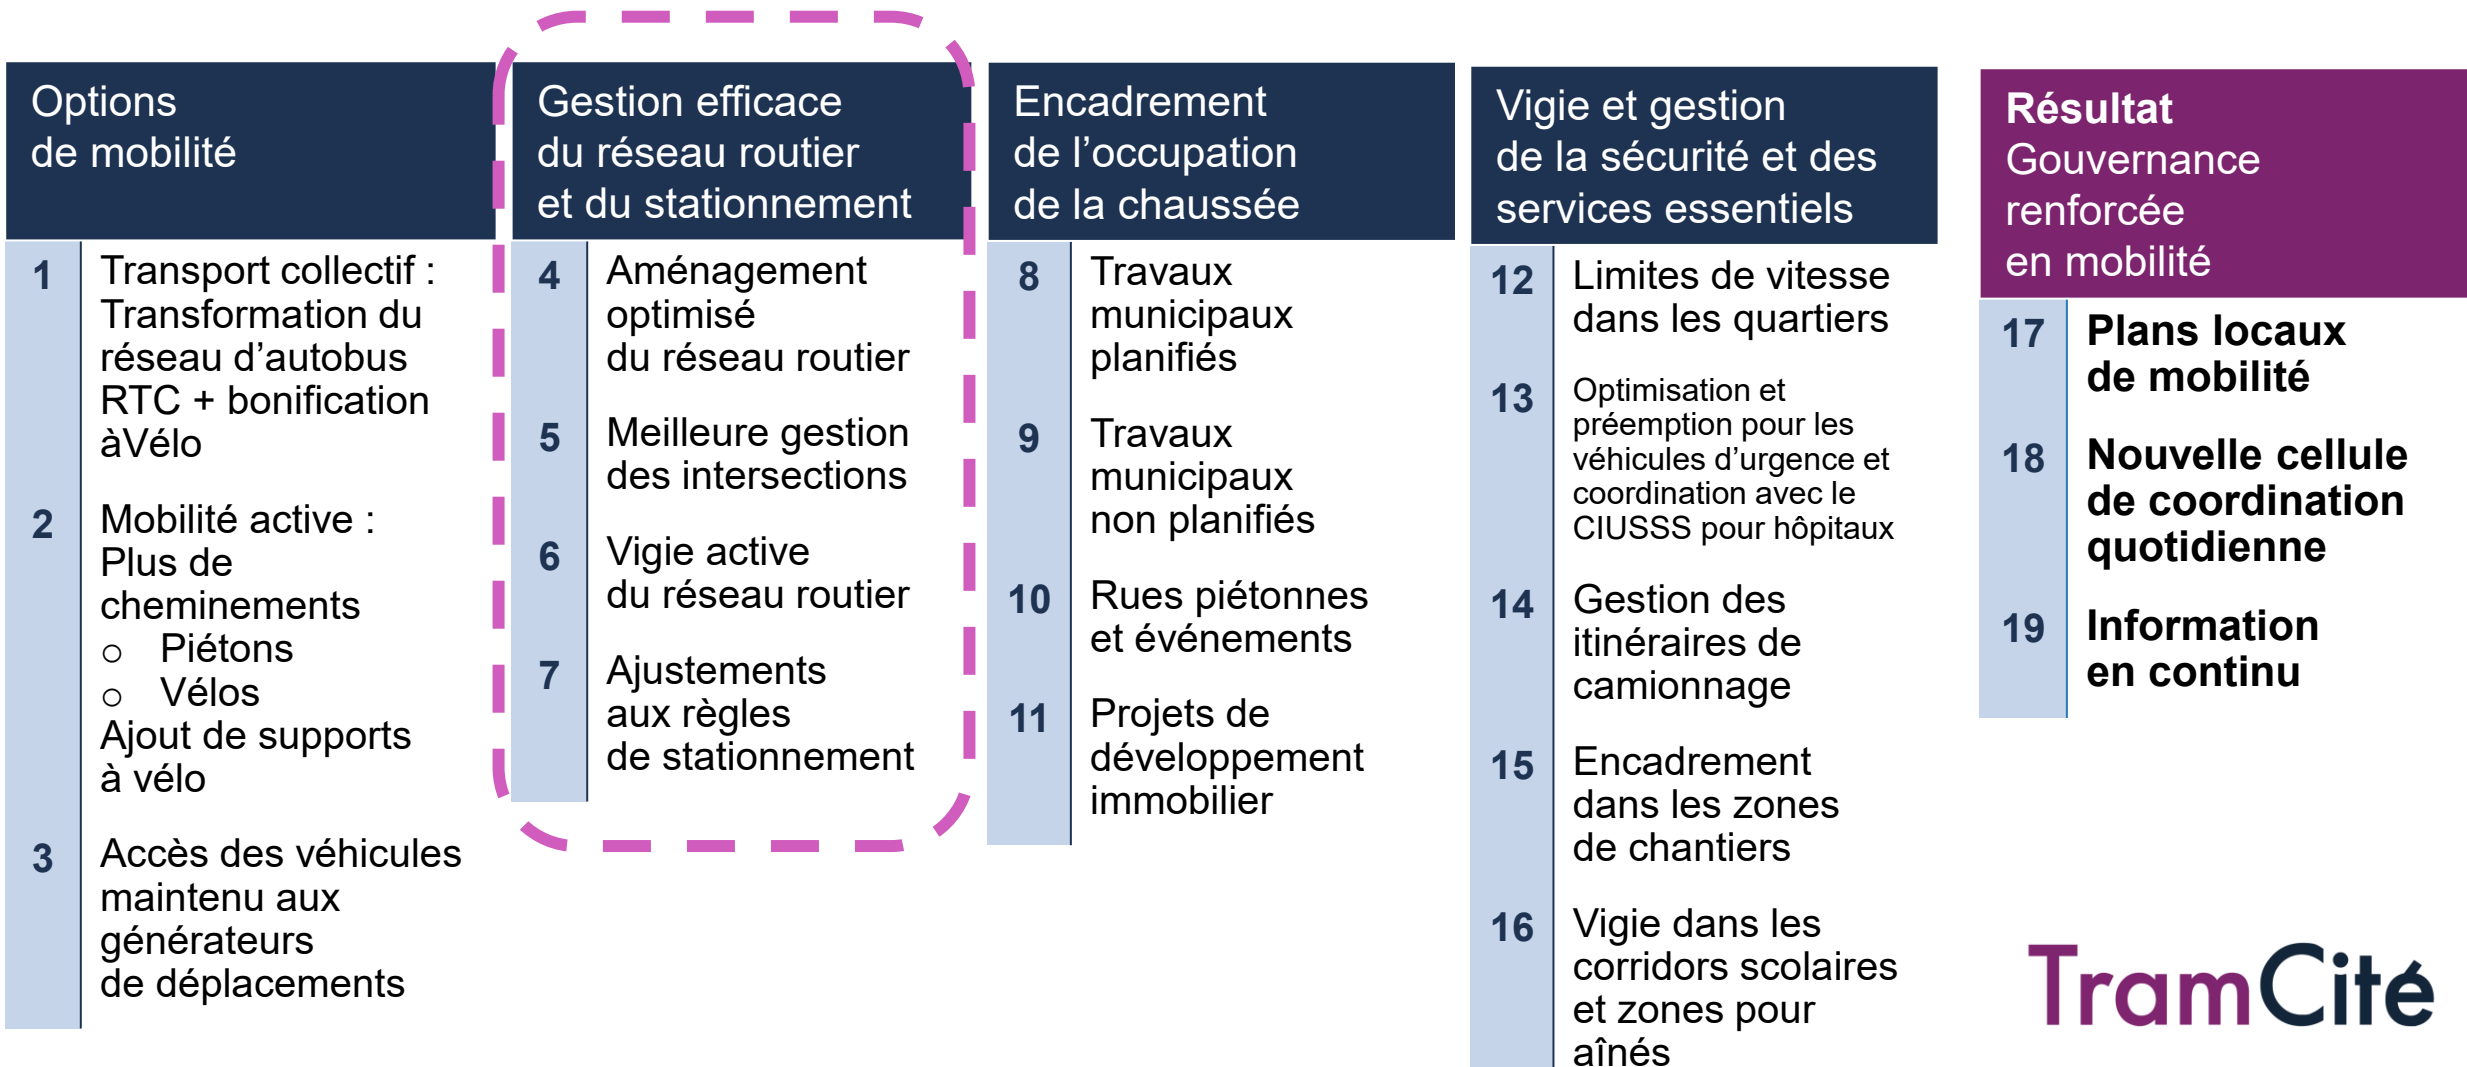 Options
de mobilité
1
Transport collectif :
Transformation du
réseau d'autobus
RTC + bonification
àVélo
2
Mobilité active :
Plus de
cheminements
o Piétons
o Vélos
Ajout de supports
à vélo
3
Accès des véhicules
maintenu aux
générateurs
de déplacements
Gestion efficace
du réseau routier
et du stationnement
4
Aménagement
optimisé
du réseau routier
5
Meilleure gestion
des intersections
6
Vigie active
du réseau routier
7
Ajustements
aux règles
de stationnement
Encadrement
de l'occupation
de la chaussée
8
Travaux
municipaux
planifiés
9
Travaux
municipaux
non planifiés
10
Rues piétonnes
et événements
11
Projets de
développement
immobilier
Vigie et gestion
de la sécurité et des
services essentiels
12
Limites de vitesse
dans les quartiers
13
Optimisation et
préemption pour les
véhicules d'urgence et
coordination avec le
CIUSSS pour hôpitaux
14
Gestion des
itinéraires de
camionnage
15
Encadrement
dans les zones
de chantiers
16
Vigie dans les
corridors scolaires
et zones pour
aînés
Résultat
Gouvernance
renforcée
en mobilité
17
Plans locaux
de mobilité
18
Nouvelle cellule
de coordination
quotidienne
19
Information
en continu
TramCité